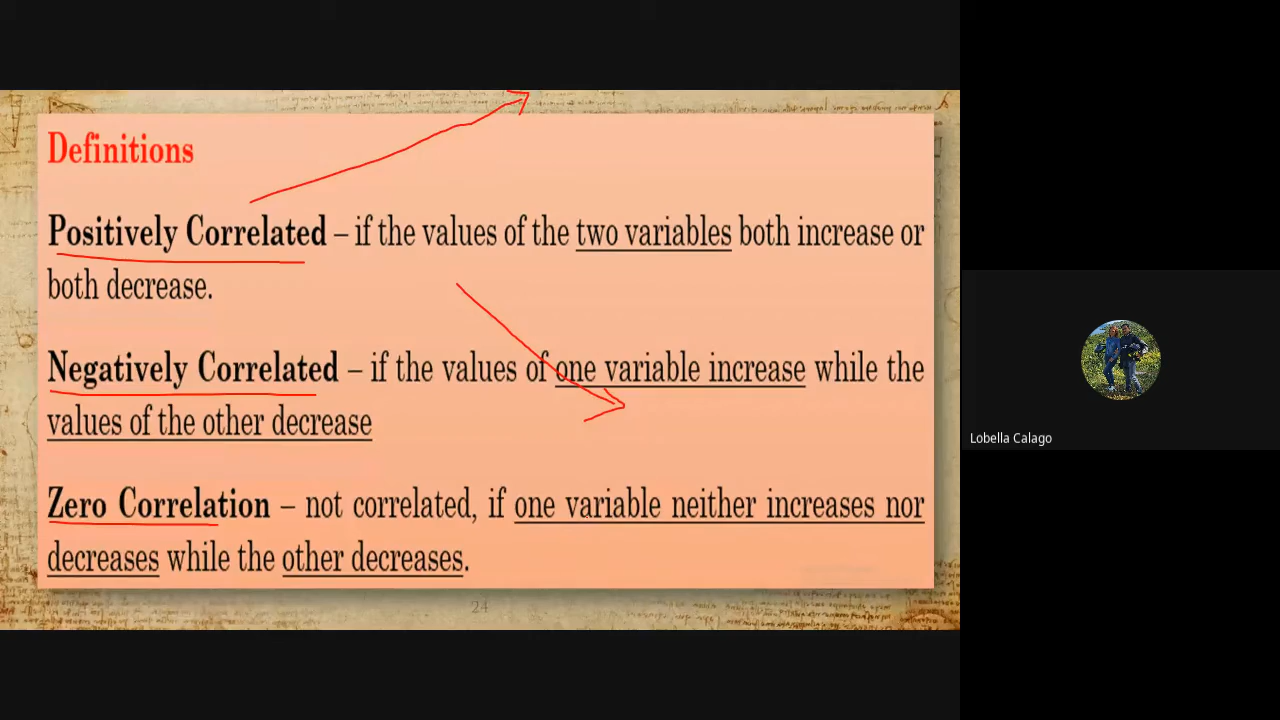 Definitions
Positively Correlated – if the values of the two variables both increase or
both decrease.
Negatively Correlated – if the values of one variable increase while the
values of the other decrease
Zero Correlation – not correlated, if one variable neither increases nor
decreases while the other decreases.
24
Lobella Calago